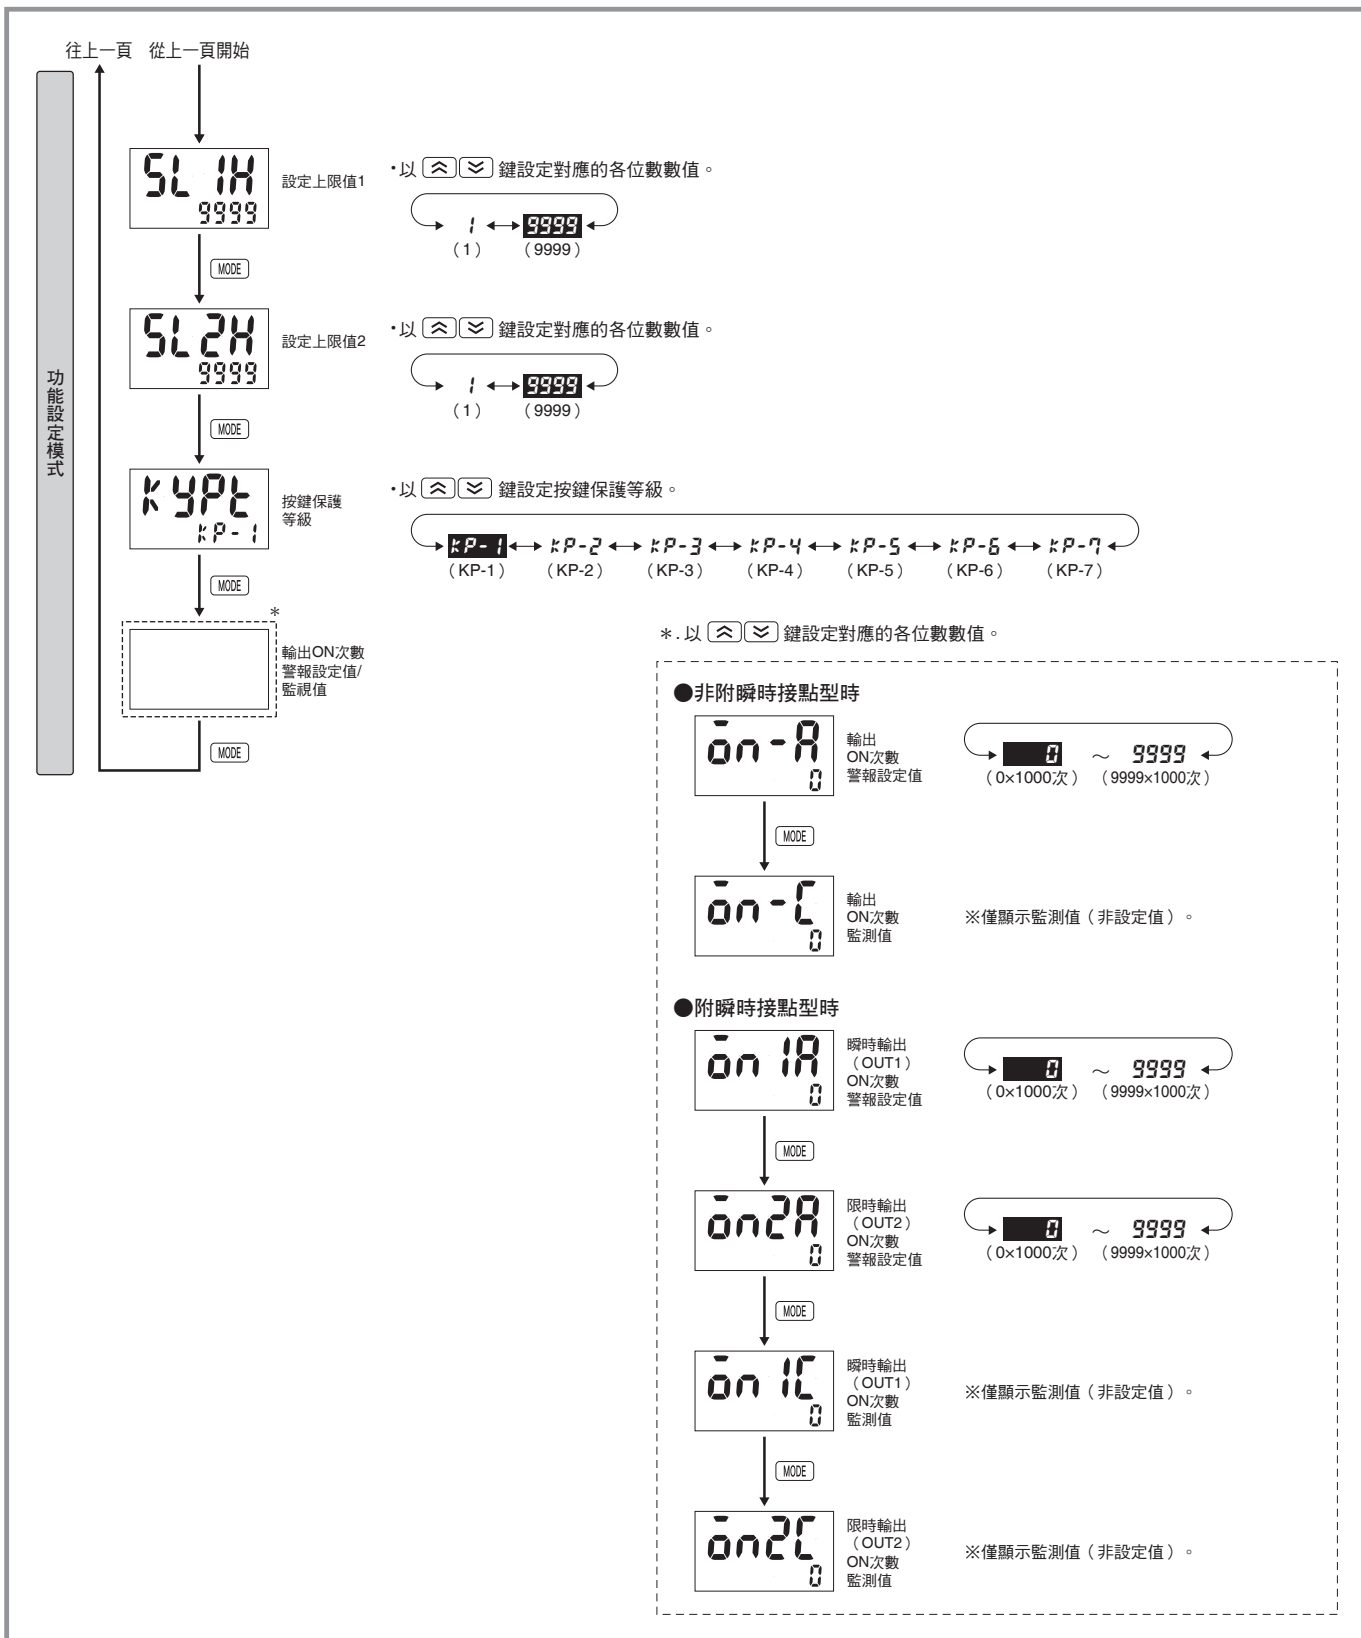 往上一頁 從上一頁開始
功能設定模式
SL 1H
9999
設定上限值1
・以 鍵設定對應的各位數數值。
1 9999
（1） （9999）
MODE
SL2H
9999
設定上限值2
・以 鍵設定對應的各位數數值。
1 9999
（1） （9999）
MODE
KYPt
KP-1
按鍵保護
等級
・以 鍵設定按鍵保護等級。
KP-1 KP-2 KP-3 KP-4 KP-5 KP-6 KP-7
（KP-1） （KP-2） （KP-3） （KP-4） （KP-5） （KP-6） （KP-7）
MODE
＊
輸出ON次數
警報設定值/
監視值
MODE
＊.以 鍵設定對應的各位數數值。
●非附瞬時接點型時
ōn-A
0
輸出
ON次數
警報設定值
0 ～ 9999
（0×1000次） （9999×1000次）
MODE
ōn-C
0
輸出
ON次數
監測值
※僅顯示監測值（非設定值）。
●附瞬時接點型時
ōn 1A
0
瞬時輸出
（OUT1）
ON次數
警報設定值
0 ～ 9999
（0×1000次） （9999×1000次）
MODE
ōn2A
0
限時輸出
（OUT2）
ON次數
警報設定值
0 ～ 9999
（0×1000次） （9999×1000次）
MODE
ōn 1C
0
瞬時輸出
（OUT1）
ON次數
監測值
※僅顯示監測值（非設定值）。
MODE
ōn2C
0
限時輸出
（OUT2）
ON次數
監測值
※僅顯示監測值（非設定值）。